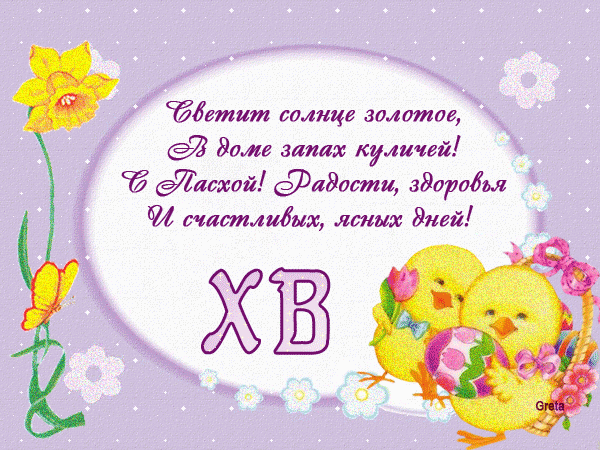 Светит солнце золотое,
В доме запах куличей!
С Пасхой! Радости, здоровья
И счастливых, ясных дней!
ХВ
Greta